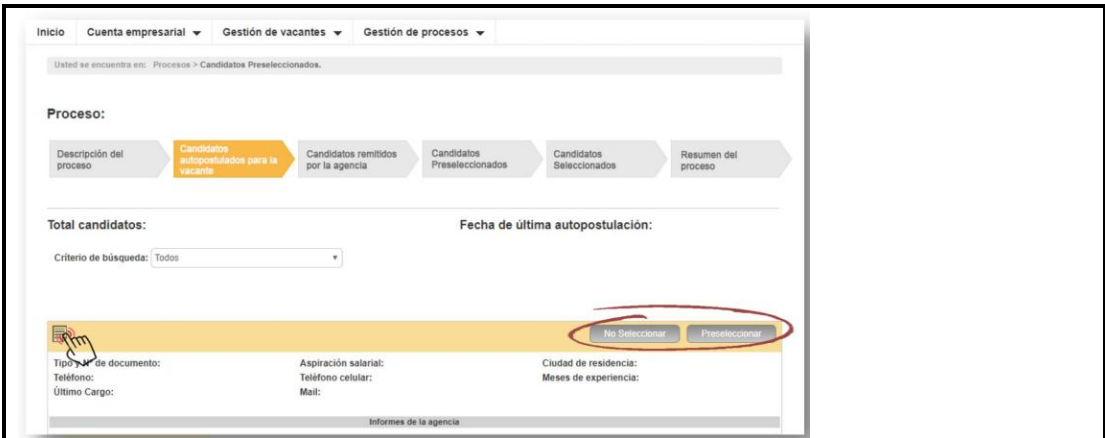 Inicio Cuenta empresarial Gestión de vacantes Gestión de procesos
Usted se encuentra en: Procesos > Candidatos Preseleccionados.
Proceso:
Descripción del
proceso
Candidatos
autopostulados para la
vacante
Candidatos remitidos
por la agencia
Candidatos
Preseleccionados
Candidatos
Seleccionados
Resumen del
proceso
Total candidatos: Fecha de última autopostulación:
Criterio de búsqueda: Todos
No Seleccionar Preseleccionar
Tipo y N° de documento: Aspiración salarial: Ciudad de residencia:
Teléfono: Teléfono celular: Meses de experiencia:
Último Cargo: Mail:
Informes de la agencia